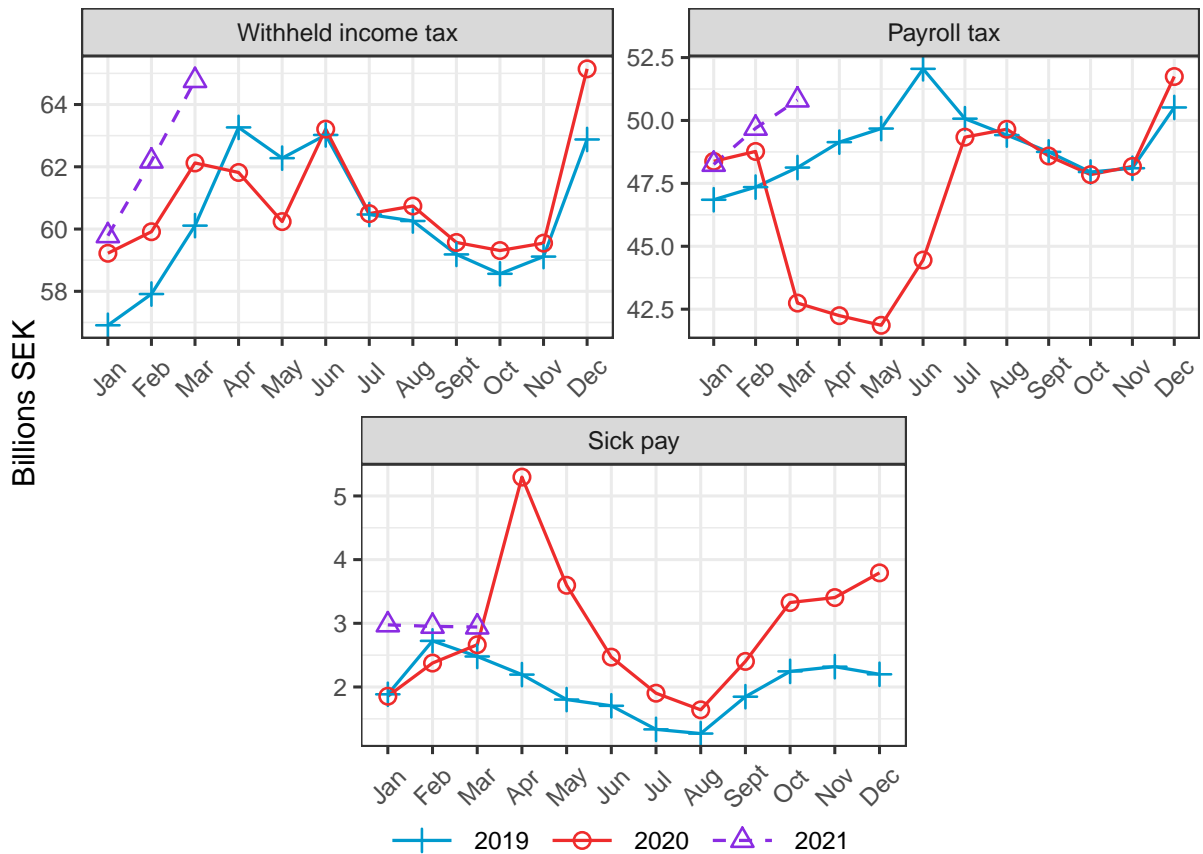 Withheld income tax
Payroll tax
64
62
60
58
52.5
50.0
47.5
45.0
42.5
Jan Feb Mar Apr May Jun Jul Aug Sept Oct Nov Dec
Jan Feb Mar Apr May Jun Jul Aug Sept Oct Nov Dec
Billions SEK
Sick pay
5
4
3
2
Jan Feb Mar Apr May Jun Jul Aug Sept Oct Nov Dec
2019 2020 2021